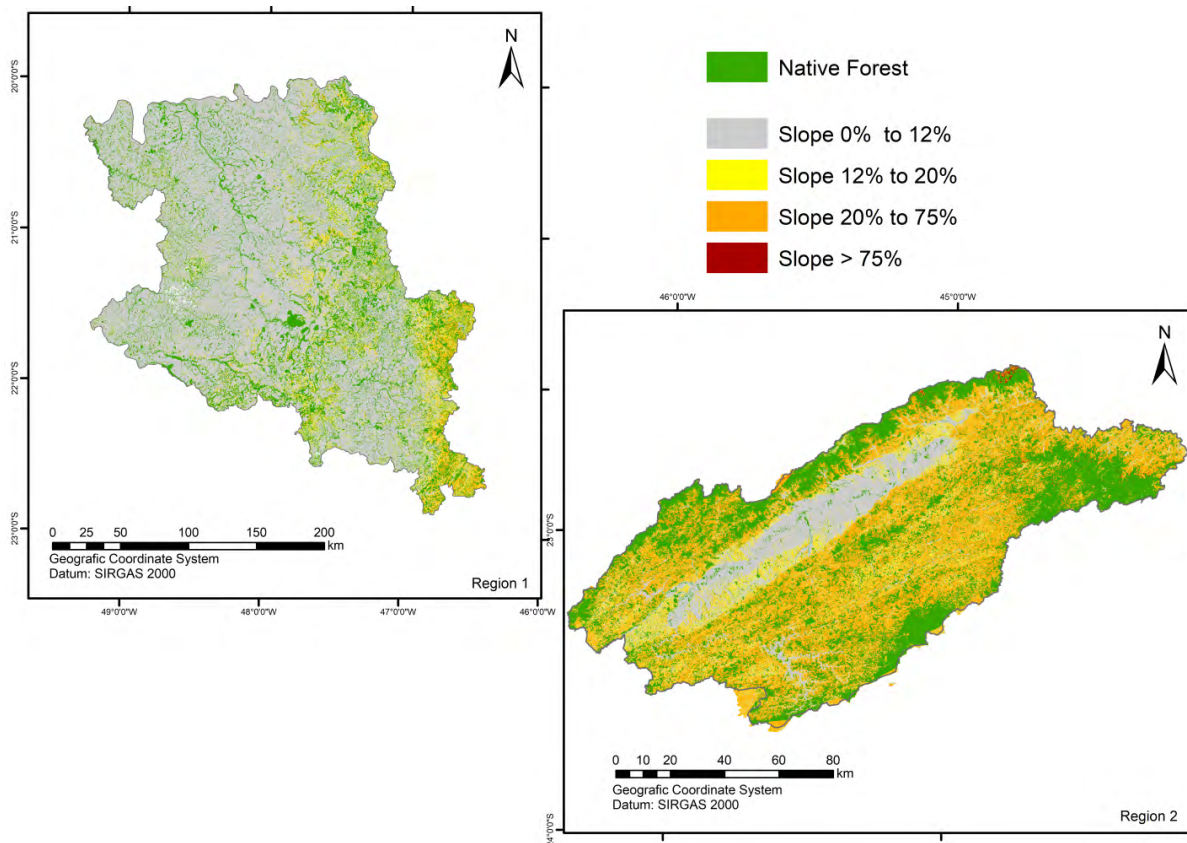 N
20°0'0"S
21°0'0"S
22°0'0"S
23°0'0"S
0 25 50 100 150 200
km
Geografic Coordinate System
Datum: SIRGAS 2000
Region 1
49°0'0"W 48°0'0"W 47°0'0"W 46°0'0"W
Native Forest
Slope 0% to 12%
Slope 12% to 20%
Slope 20% to 75%
Slope > 75%
46°0'0"W 45°0'0"W
N
0 10 20 40 60 80
km
Geografic Coordinate System
Datum: SIRGAS 2000
Region 2